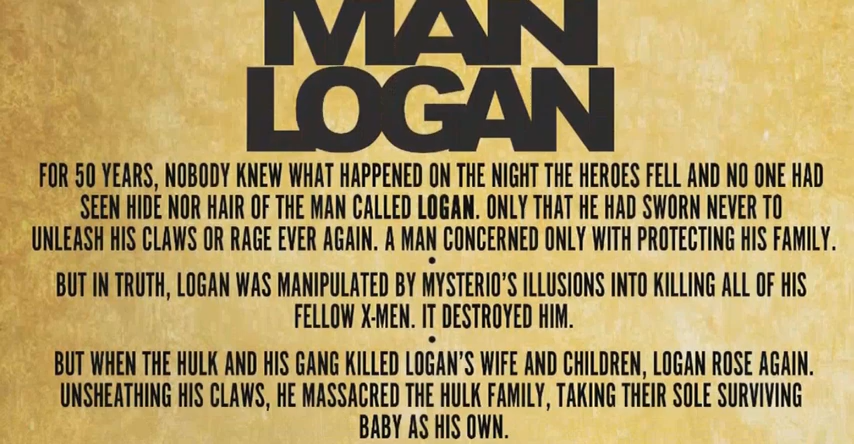 MAN
LOGAN
FOR 50 YEARS, NOBODY KNEW WHAT HAPPENED ON THE NIGHT THE HEROES FELL AND NO ONE HAD
SEEN HIDE NOR HAIR OF THE MAN CALLED LOGAN. ONLY THAT HE HAD SWORN NEVER TO
UNLEASH HIS CLAWS OR RAGE EVER AGAIN. A MAN CONCERNED ONLY WITH PROTECTING HIS FAMILY.
•
BUT IN TRUTH, LOGAN WAS MANIPULATED BY MYSTERIO'S ILLUSIONS INTO KILLING ALL OF HIS
FELLOW X-MEN. IT DESTROYED HIM.
•
BUT WHEN THE HULK AND HIS GANG KILLED LOGAN'S WIFE AND CHILDREN, LOGAN ROSE AGAIN.
UNSHEATHING HIS CLAWS, HE MASSACRED THE HULK FAMILY, TAKING THEIR SOLE SURVIVING
BABY AS HIS OWN.